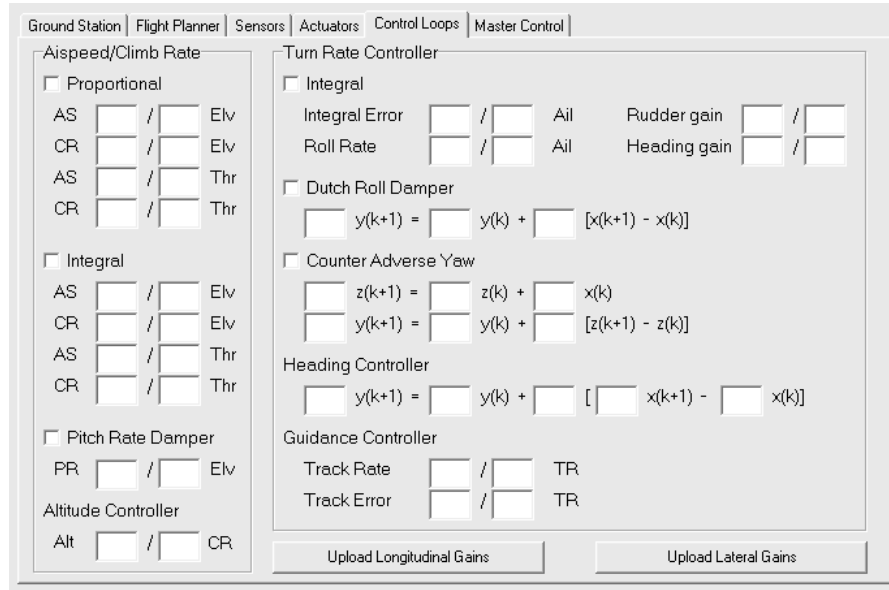 Ground Station Flight Planner Sensors Actuators Control Loops Master Control
Aispeed/Climb Rate
Proportional
AS / Elv
CR / Elv
AS / Thr
CR / Thr
Integral
AS / Elv
CR / Elv
AS / Thr
CR / Thr
Pitch Rate Damper
PR / Elv
Altitude Controller
Alt / CR
Turn Rate Controller
Integral
Integral Error / Ail Rudder gain /
Roll Rate / Ail Heading gain /
Dutch Roll Damper
y(k+1) = y(k) + [x(k+1) - x(k)]
Counter Adverse Yaw
z(k+1) = z(k) + x(k)
y(k+1) = y(k) + [z(k+1) - z(k)]
Heading Controller
y(k+1) = y(k) + [ x(k+1) - x(k)]
Guidance Controller
Track Rate / TR
Track Error / TR
Upload Longitudinal Gains Upload Lateral Gains